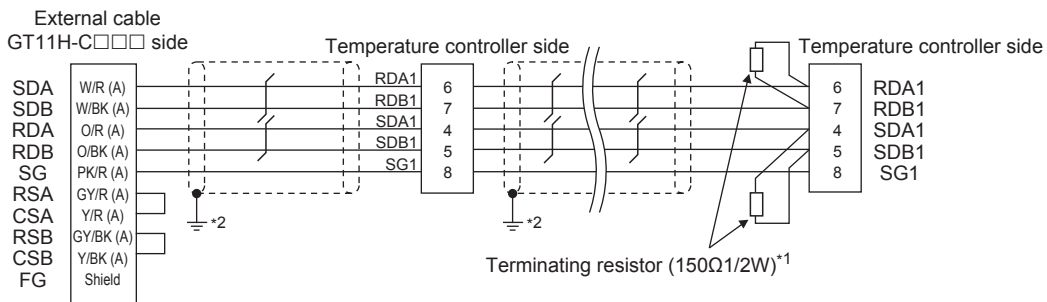 External cable
GT11H-C□□□ side
Temperature controller side
Temperature controller side
SDA W/R (A) RDA1 6 6 RDA1
SDB W/BK (A) RDB1 7 7 RDB1
RDA O/R (A) SDA1 4 4 SDA1
RDB O/BK (A) SDB1 5 5 SDB1
SG PK/R (A) SG1 8 8 SG1
RSA GY/R (A)
CSA Y/R (A)
RSB GY/BK (A)
CSB Y/BK (A)
FG Shield
*2
*2
Terminating resistor (150Ω1/2W)*1